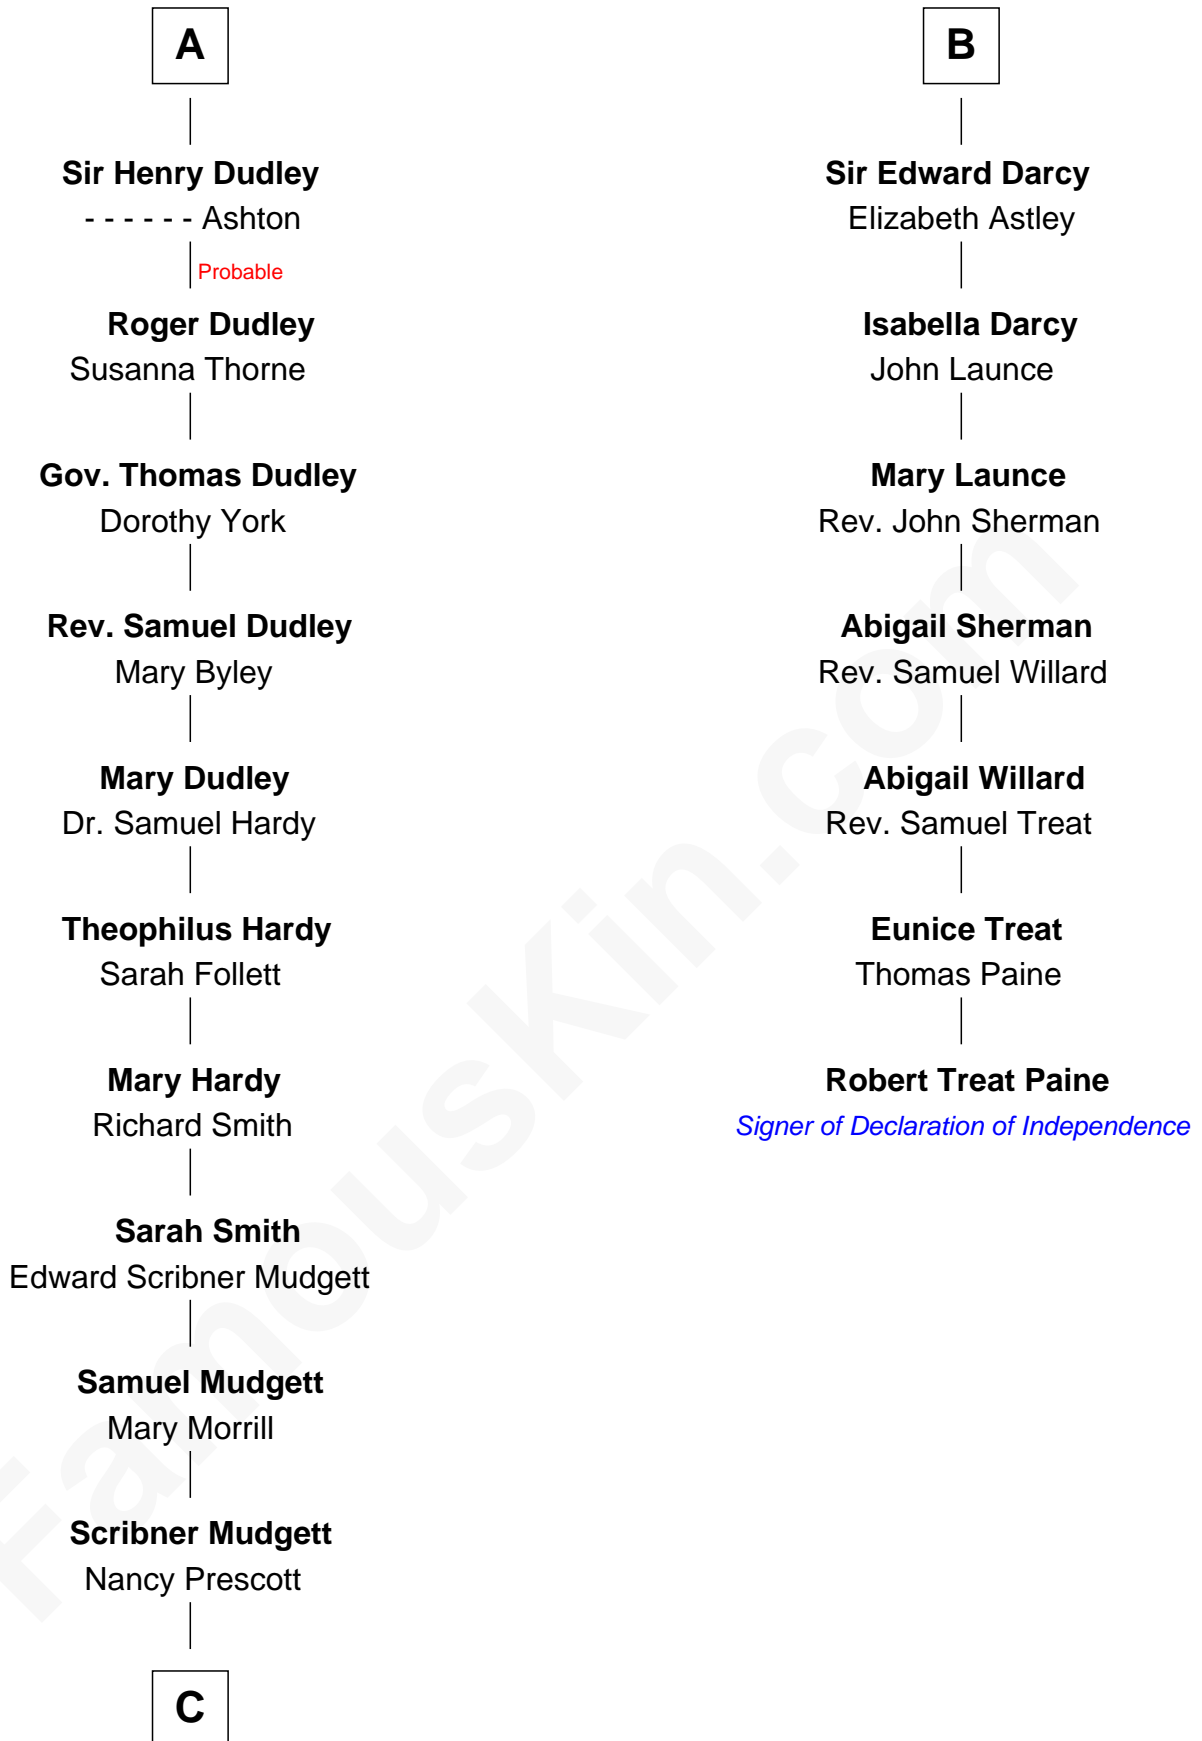 A
Sir Henry Dudley
- - - - - - Ashton
Probable
Roger Dudley
Susanna Thorne
Gov. Thomas Dudley
Dorothy York
Rev. Samuel Dudley
Mary Byley
Mary Dudley
Dr. Samuel Hardy
Theophilus Hardy
Sarah Follett
Mary Hardy
Richard Smith
Sarah Smith
Edward Scribner Mudgett
Samuel Mudgett
Mary Morrill
Scribner Mudgett
Nancy Prescott
C
B
Sir Edward Darcy
Elizabeth Astley
Isabella Darcy
John Launce
Mary Launce
Rev. John Sherman
Abigail Sherman
Rev. Samuel Willard
Abigail Willard
Rev. Samuel Treat
Eunice Treat
Thomas Paine
Robert Treat Paine
Signer of Declaration of Independence
FamousKin.com